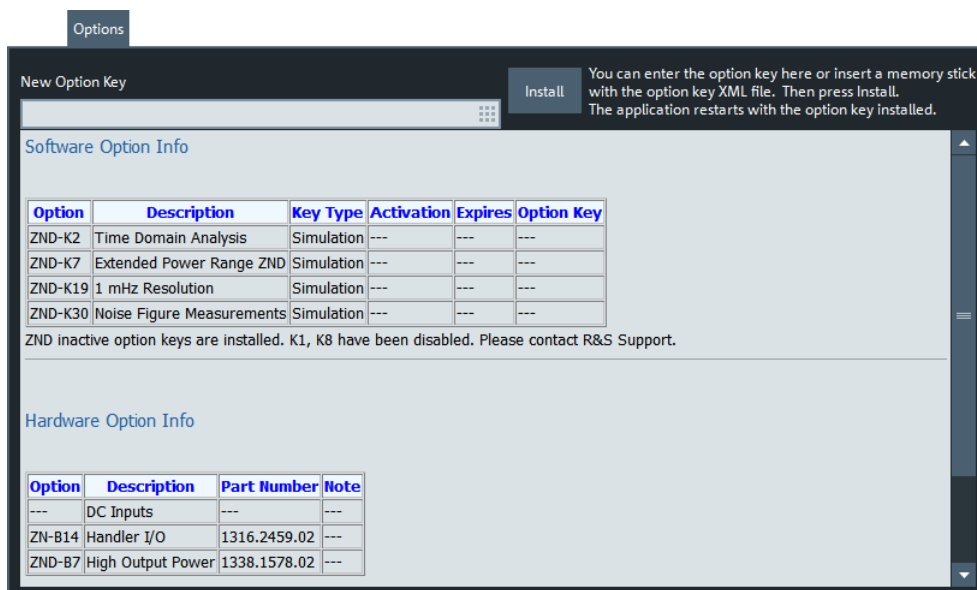 Options
New Option Key
Install
You can enter the option key here or insert a memory stick
with the option key XML file. Then press Install.
The application restarts with the option key installed.
Software Option Info
Option Description Key Type Activation Expires Option Key
ZND-K2 Time Domain Analysis Simulation --- --- ---
ZND-K7 Extended Power Range ZND Simulation --- --- ---
ZND-K19 1 mHz Resolution Simulation --- --- ---
ZND-K30 Noise Figure Measurements Simulation --- --- ---
ZND inactive option keys are installed. K1, K8 have been disabled. Please contact R&S Support.
Hardware Option Info
Option Description Part Number Note
--- DC Inputs --- ---
ZN-B14 Handler I/O 1316.2459.02 ---
ZND-B7 High Output Power 1338.1578.02 ---